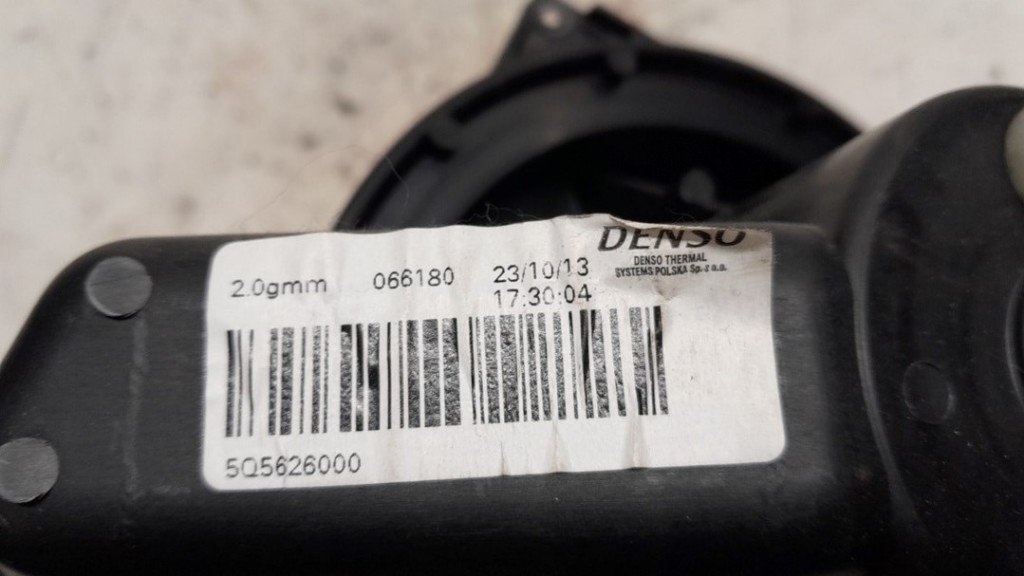 DENSO
DENSO THERMAL
SYSTEMS POLSKA Sp. z o.o.
2.0gmm 066180 23/10/13
17:30:04
5Q5626000